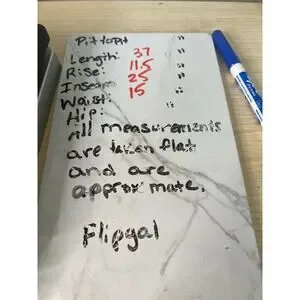 Pit to Pit "
Length: 37 "
Rise: 11.5 "
Inseam: 25 "
Waist: 15 "
Hip:
All measurements
are taken flat
and are
approximate.
Flipgal